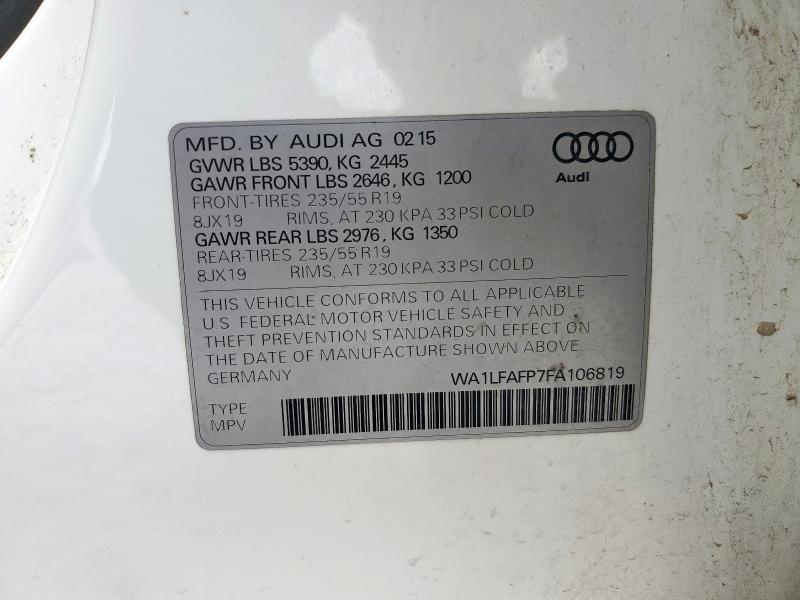 MFD. BY AUDI AG 02 15
GVWR LBS 5390, KG 2445
GAWR FRONT LBS 2646, KG 1200
FRONT-TIRES 235/55 R19
8JX19 RIMS, AT 230 KPA 33 PSI COLD
GAWR REAR LBS 2976, KG 1350
REAR-TIRES 235/55 R19
8JX19 RIMS, AT 230 KPA 33 PSI COLD
Audi
THIS VEHICLE CONFORMS TO ALL APPLICABLE
U.S. FEDERAL MOTOR VEHICLE SAFETY AND
THEFT PREVENTION STANDARDS IN EFFECT ON
THE DATE OF MANUFACTURE SHOWN ABOVE.
GERMANY WA1LFAFP7FA106819
TYPE
MPV